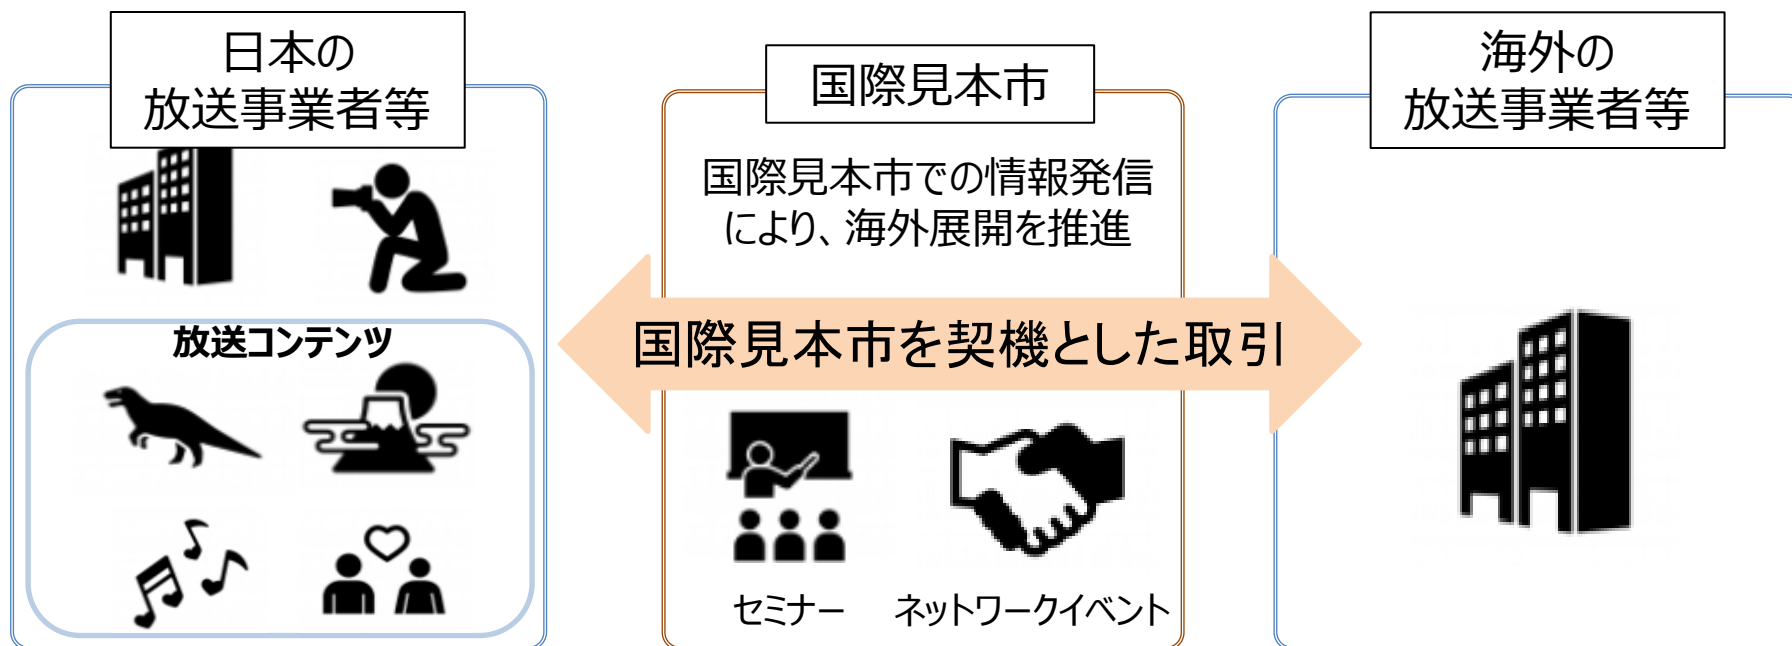 日本の
放送事業者等
放送コンテンツ
国際見本市
国際見本市での情報発信
により、海外展開を推進
国際見本市を契機とした取引
セミナー
ネットワークイベント
海外の
放送事業者等